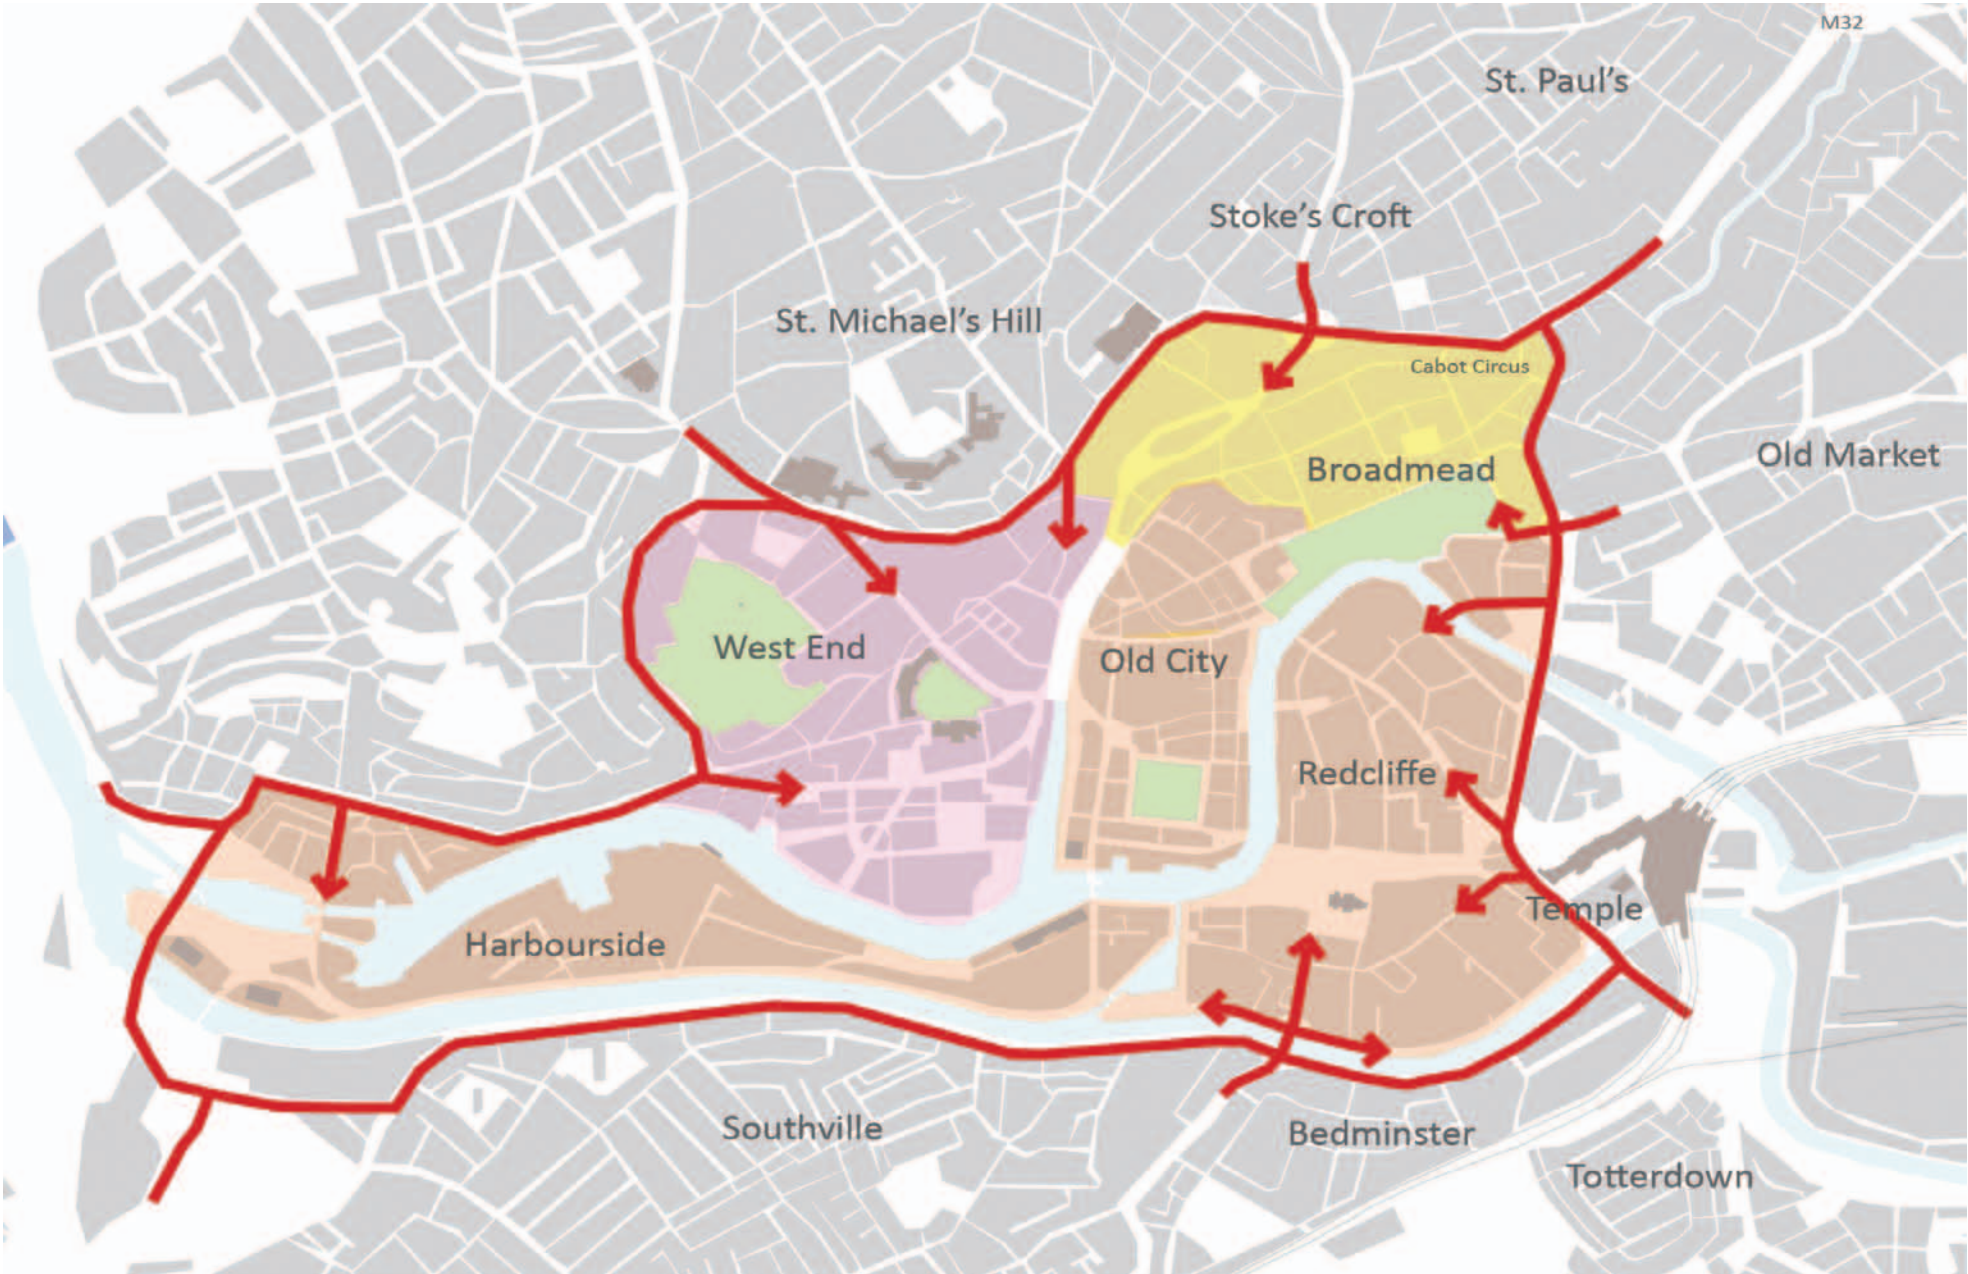 M32
St. Paul's
Stoke's Croft
St. Michael's Hill
Cabot Circus
Old Market
Broadmead
West End
Old City
Redcliffe
Temple
Harbourside
Southville
Bedminster
Totterdown